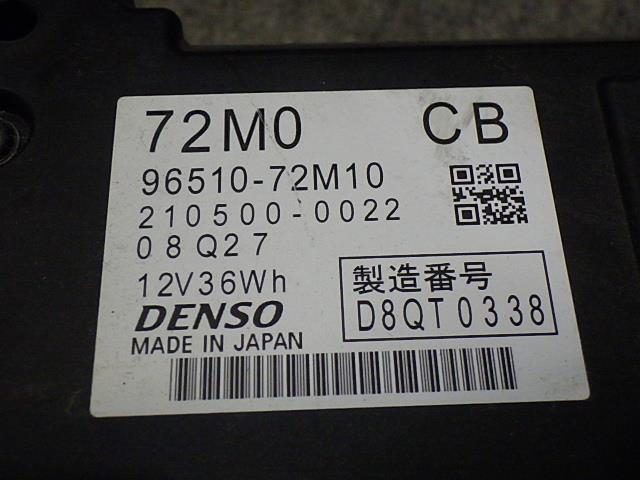 72M0 CB
96510-72M10
210500-0022
08Q27
12V36Wh
製造番号
DENSO
D8QT0338
MADE IN JAPAN